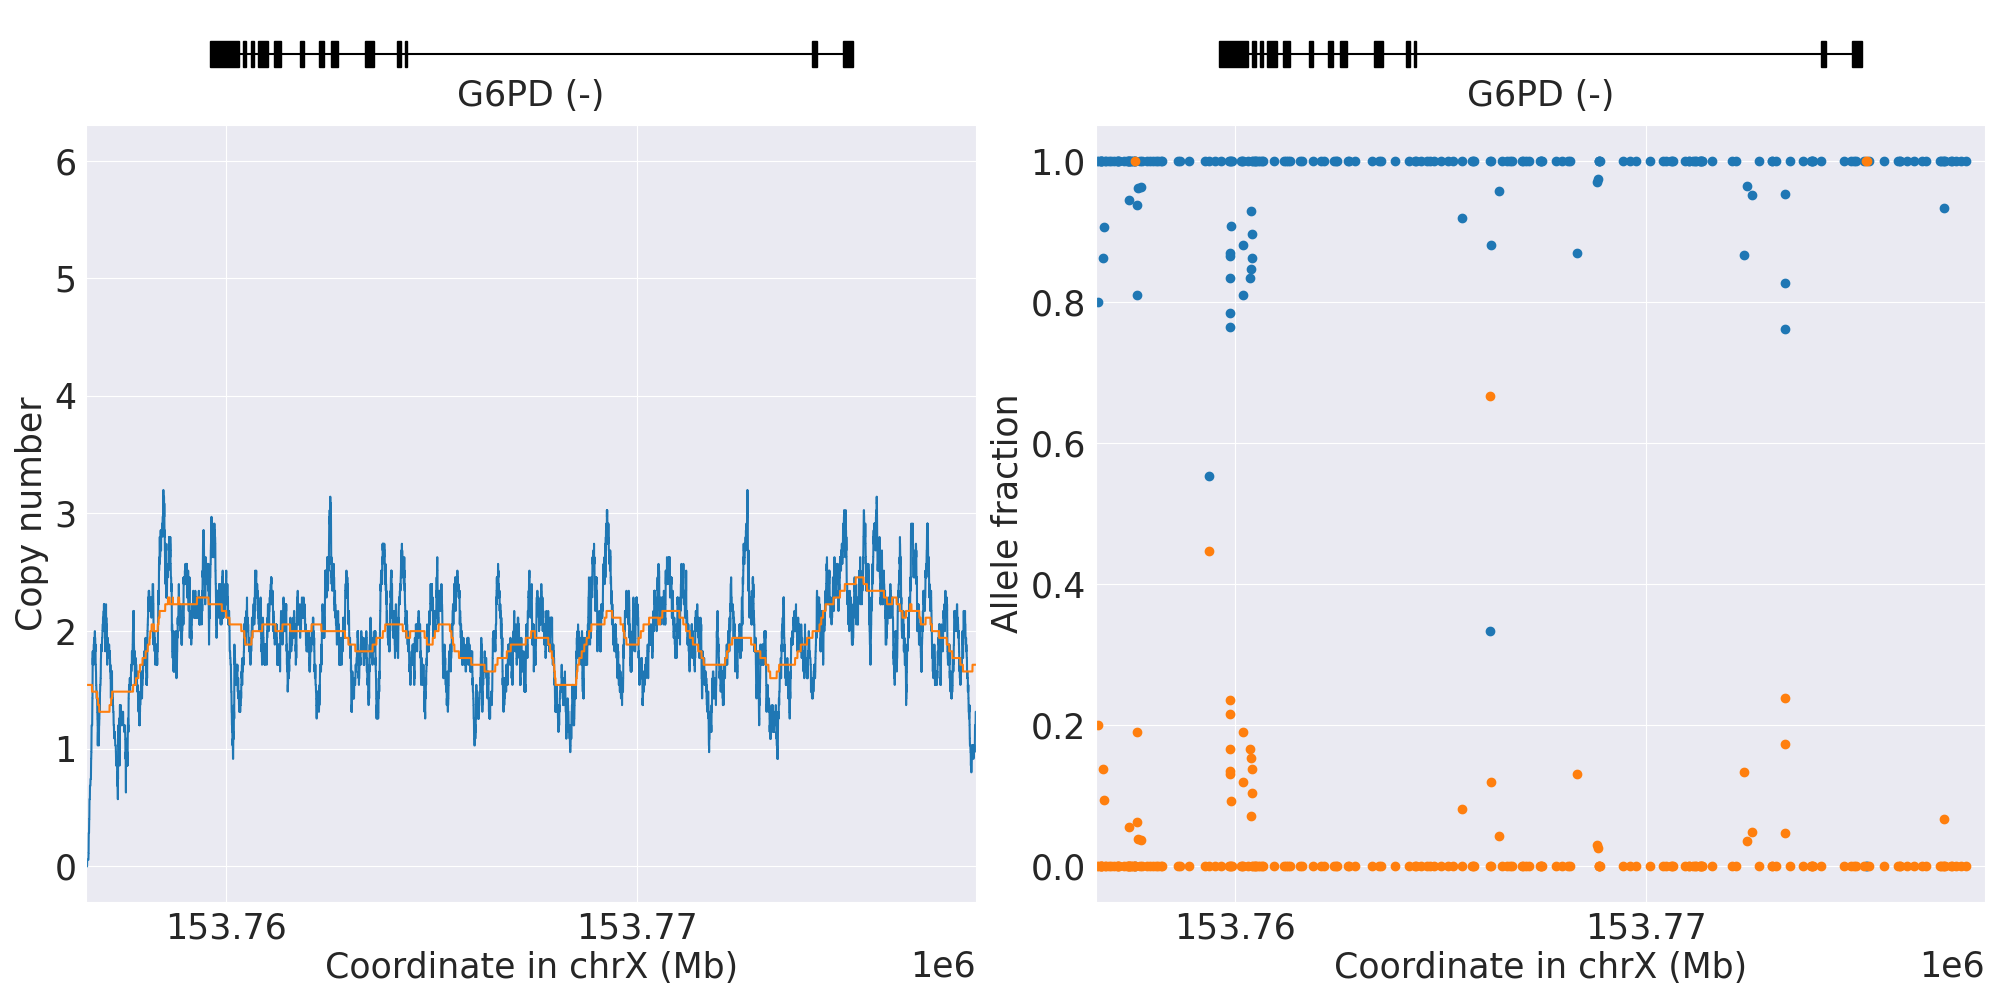 G6PD (-)
6
5
4
3
2
1
0
Copy number
153.76
153.77
Coordinate in chrX (Mb)
1e6
G6PD (-)
1.0
0.8
0.6
0.4
0.2
0.0
Allele fraction
153.76
153.77
Coordinate in chrX (Mb)
1e6